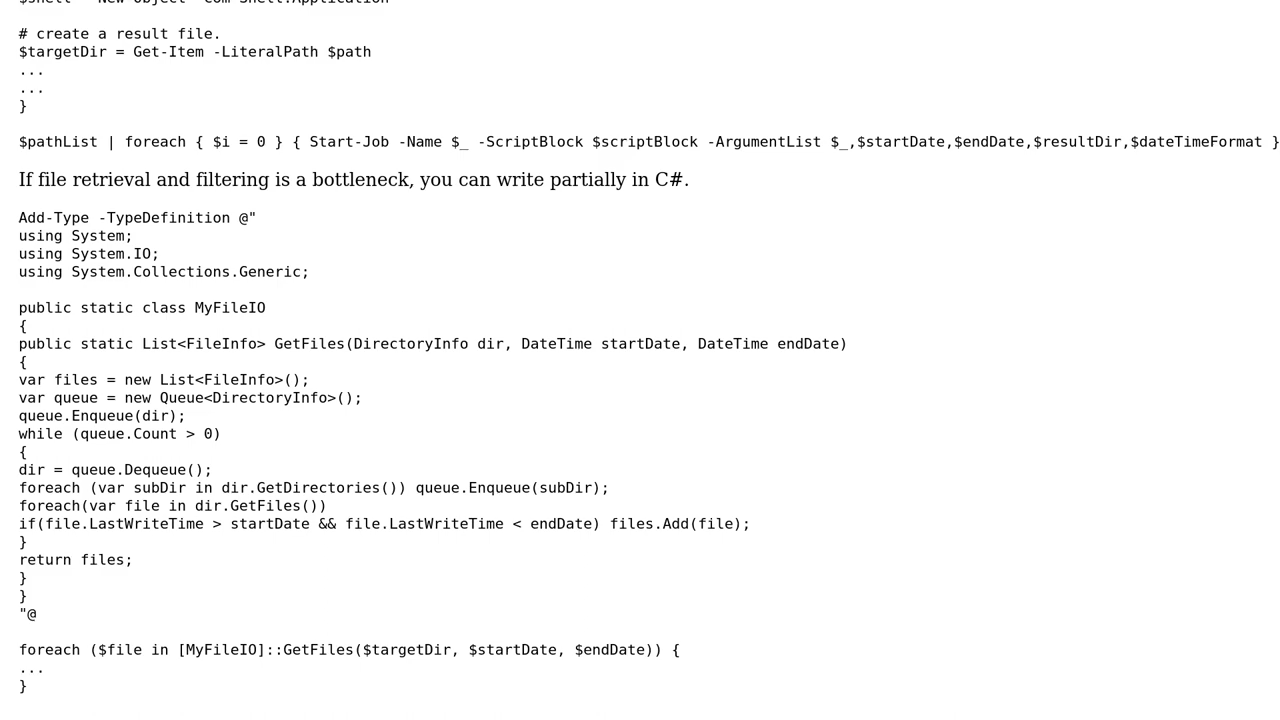 $shell = New-Object -Com Shell.Application
# create a result file.
$targetDir = Get-Item -LiteralPath $path
...
...
}
$pathList | foreach { $i = 0 } { Start-Job -Name $_ -ScriptBlock $scriptBlock -ArgumentList $_,$startDate,$endDate,$resultDir,$dateTimeFormat }
If file retrieval and filtering is a bottleneck, you can write partially in C#.
Add-Type -TypeDefinition @"
using System;
using System.IO;
using System.Collections.Generic;
public static class MyFileIO
{
public static List<FileInfo> GetFiles(DirectoryInfo dir, DateTime startDate, DateTime endDate)
{
var files = new List<FileInfo>();
var queue = new Queue<DirectoryInfo>();
queue.Enqueue(dir);
while (queue.Count > 0)
{
dir = queue.Dequeue();
foreach (var subDir in dir.GetDirectories()) queue.Enqueue(subDir);
foreach(var file in dir.GetFiles())
if(file.LastWriteTime > startDate && file.LastWriteTime < endDate) files.Add(file);
}
return files;
}
}
"@
foreach ($file in [MyFileIO]::GetFiles($targetDir, $startDate, $endDate)) {
...
}